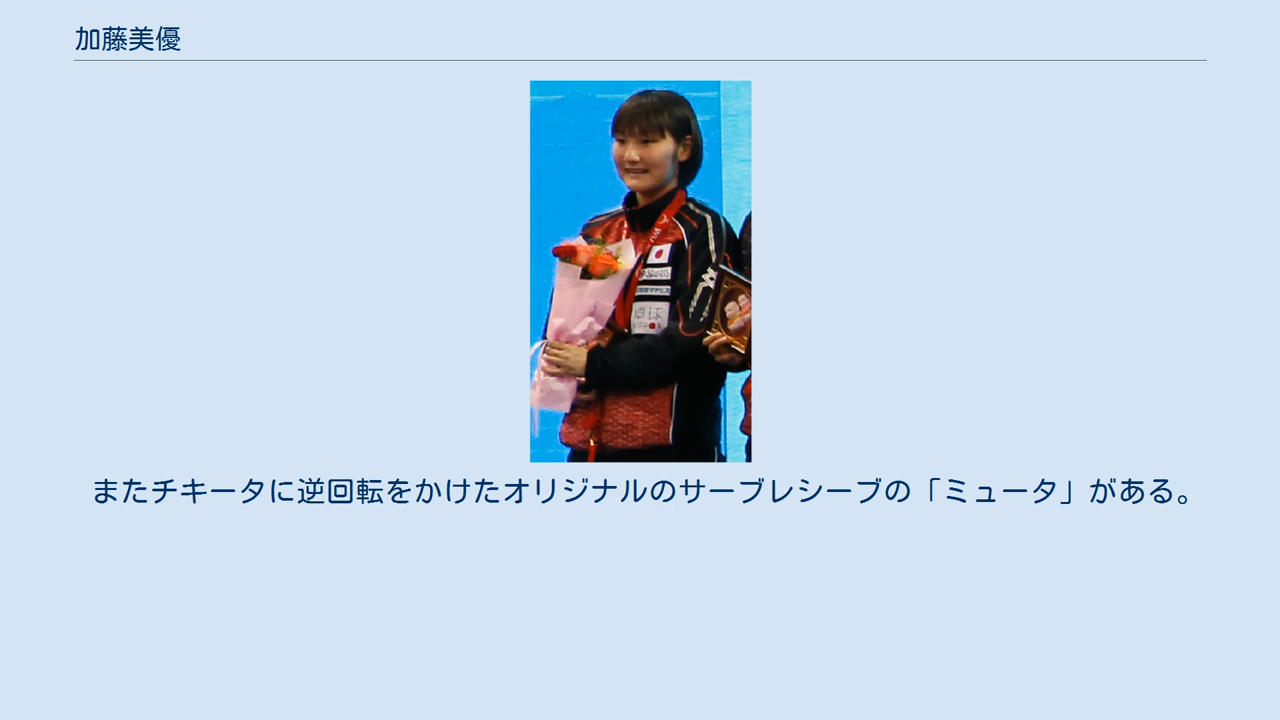 加藤美優
卓球
またチキータに逆回転をかけたオリジナルのサーブレシーブの「ミュータ」がある。